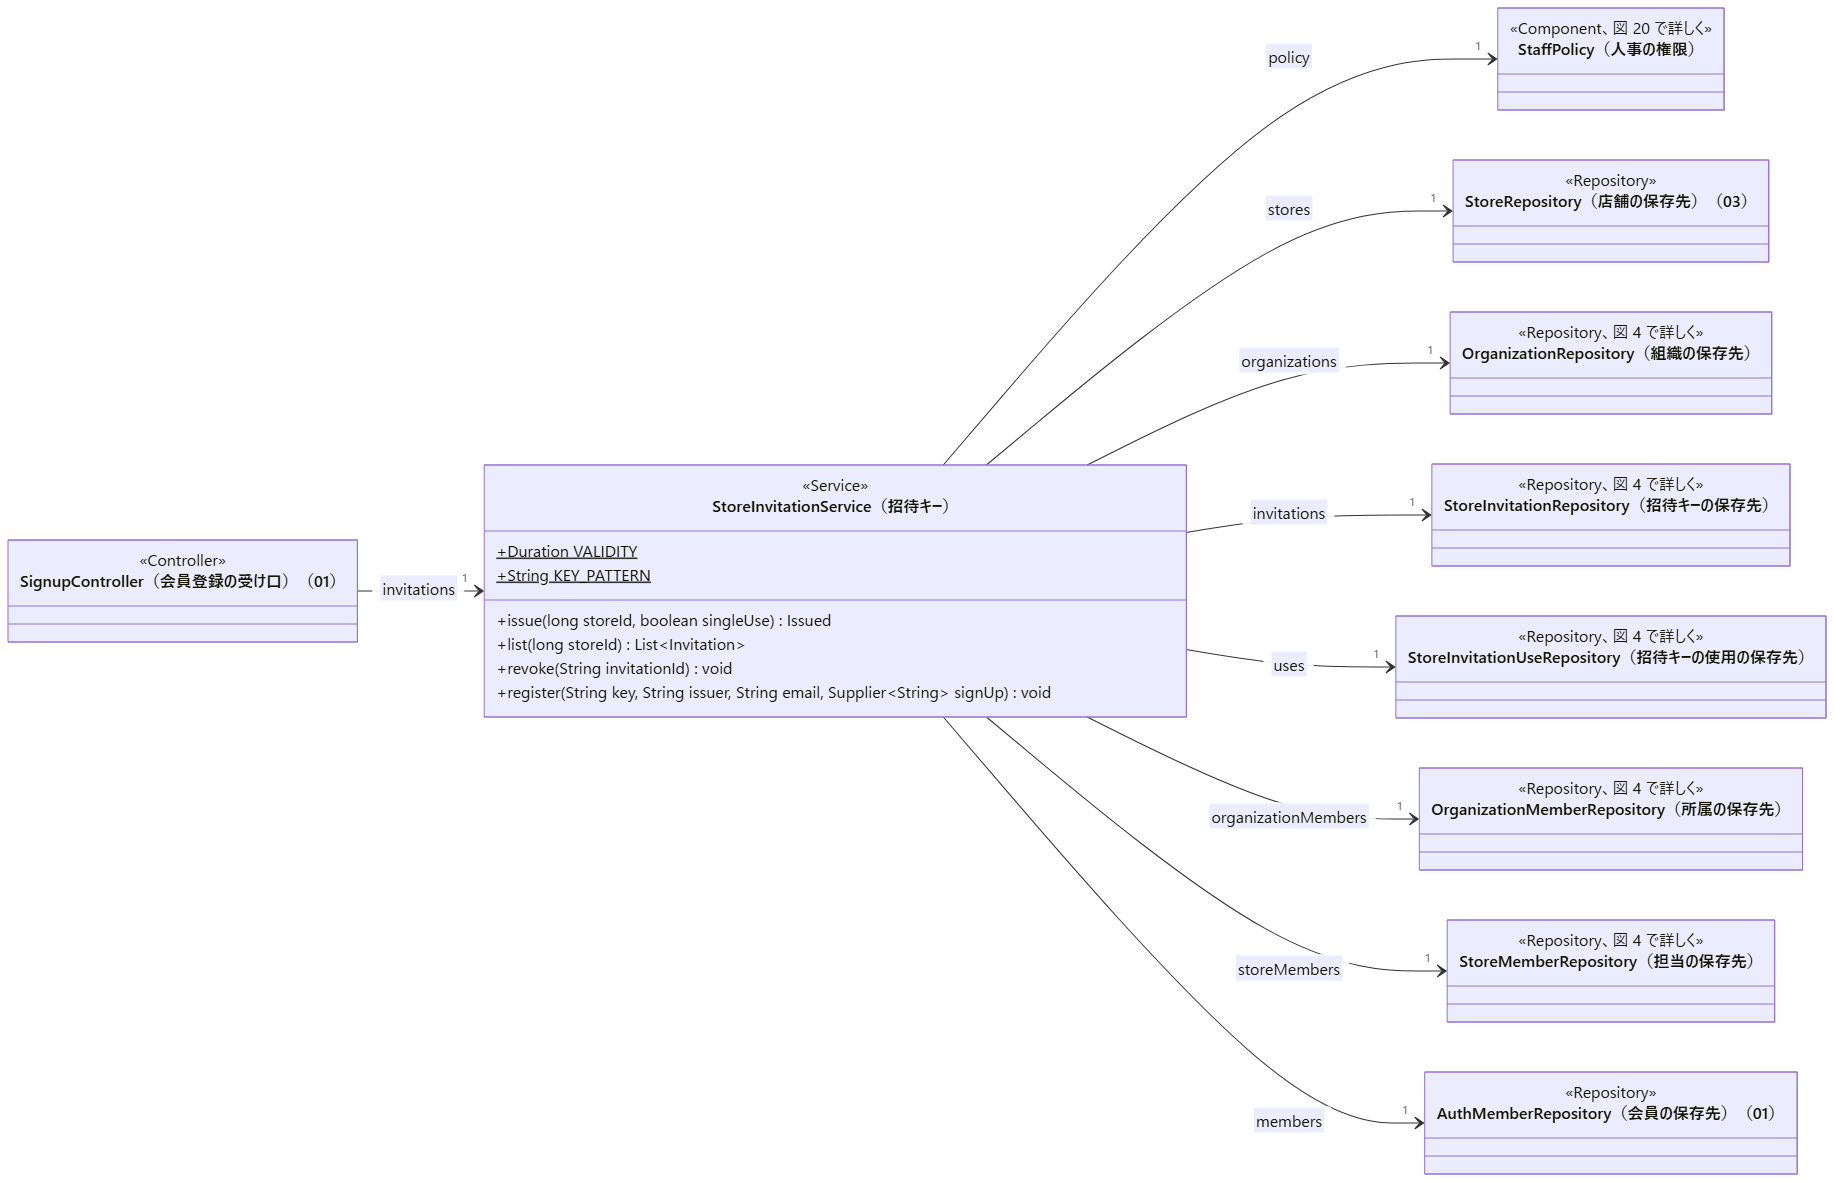 «Component、図 20 で詳しく»
StaffPolicy（人事の権限）
policy
1
«Repository»
StoreRepository（店舗の保存先）（03）
stores
1
«Repository、図 4 で詳しく»
OrganizationRepository（組織の保存先）
organizations
1
«Service»
StoreInvitationService（招待キー）
+Duration VALIDITY
+String KEY_PATTERN
+issue(long storeId, boolean singleUse) : Issued
+list(long storeId) : List<Invitation>
+revoke(String invitationId) : void
+register(String key, String issuer, String email, Supplier<String> signUp) : void
«Repository、図 4 で詳しく»
StoreInvitationRepository（招待キーの保存先）
invitations
1
«Controller»
SignupController（会員登録の受け口）（01）
invitations
1
«Repository、図 4 で詳しく»
StoreInvitationUseRepository（招待キーの使用の保存先）
uses
1
«Repository、図 4 で詳しく»
OrganizationMemberRepository（所属の保存先）
organizationMembers
1
«Repository、図 4 で詳しく»
StoreMemberRepository（担当の保存先）
storeMembers
1
«Repository»
AuthMemberRepository（会員の保存先）（01）
members
1